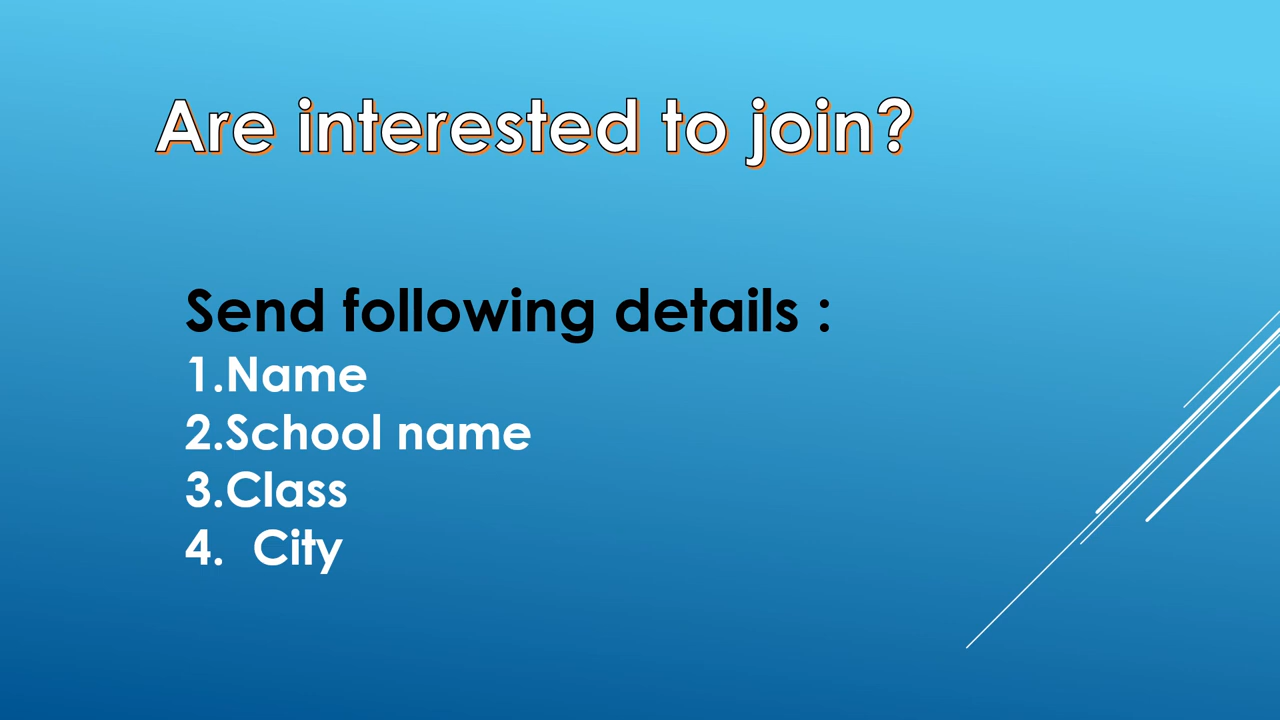 Are interested to join?
Send following details :
1.Name
2.School name
3.Class
4.  City